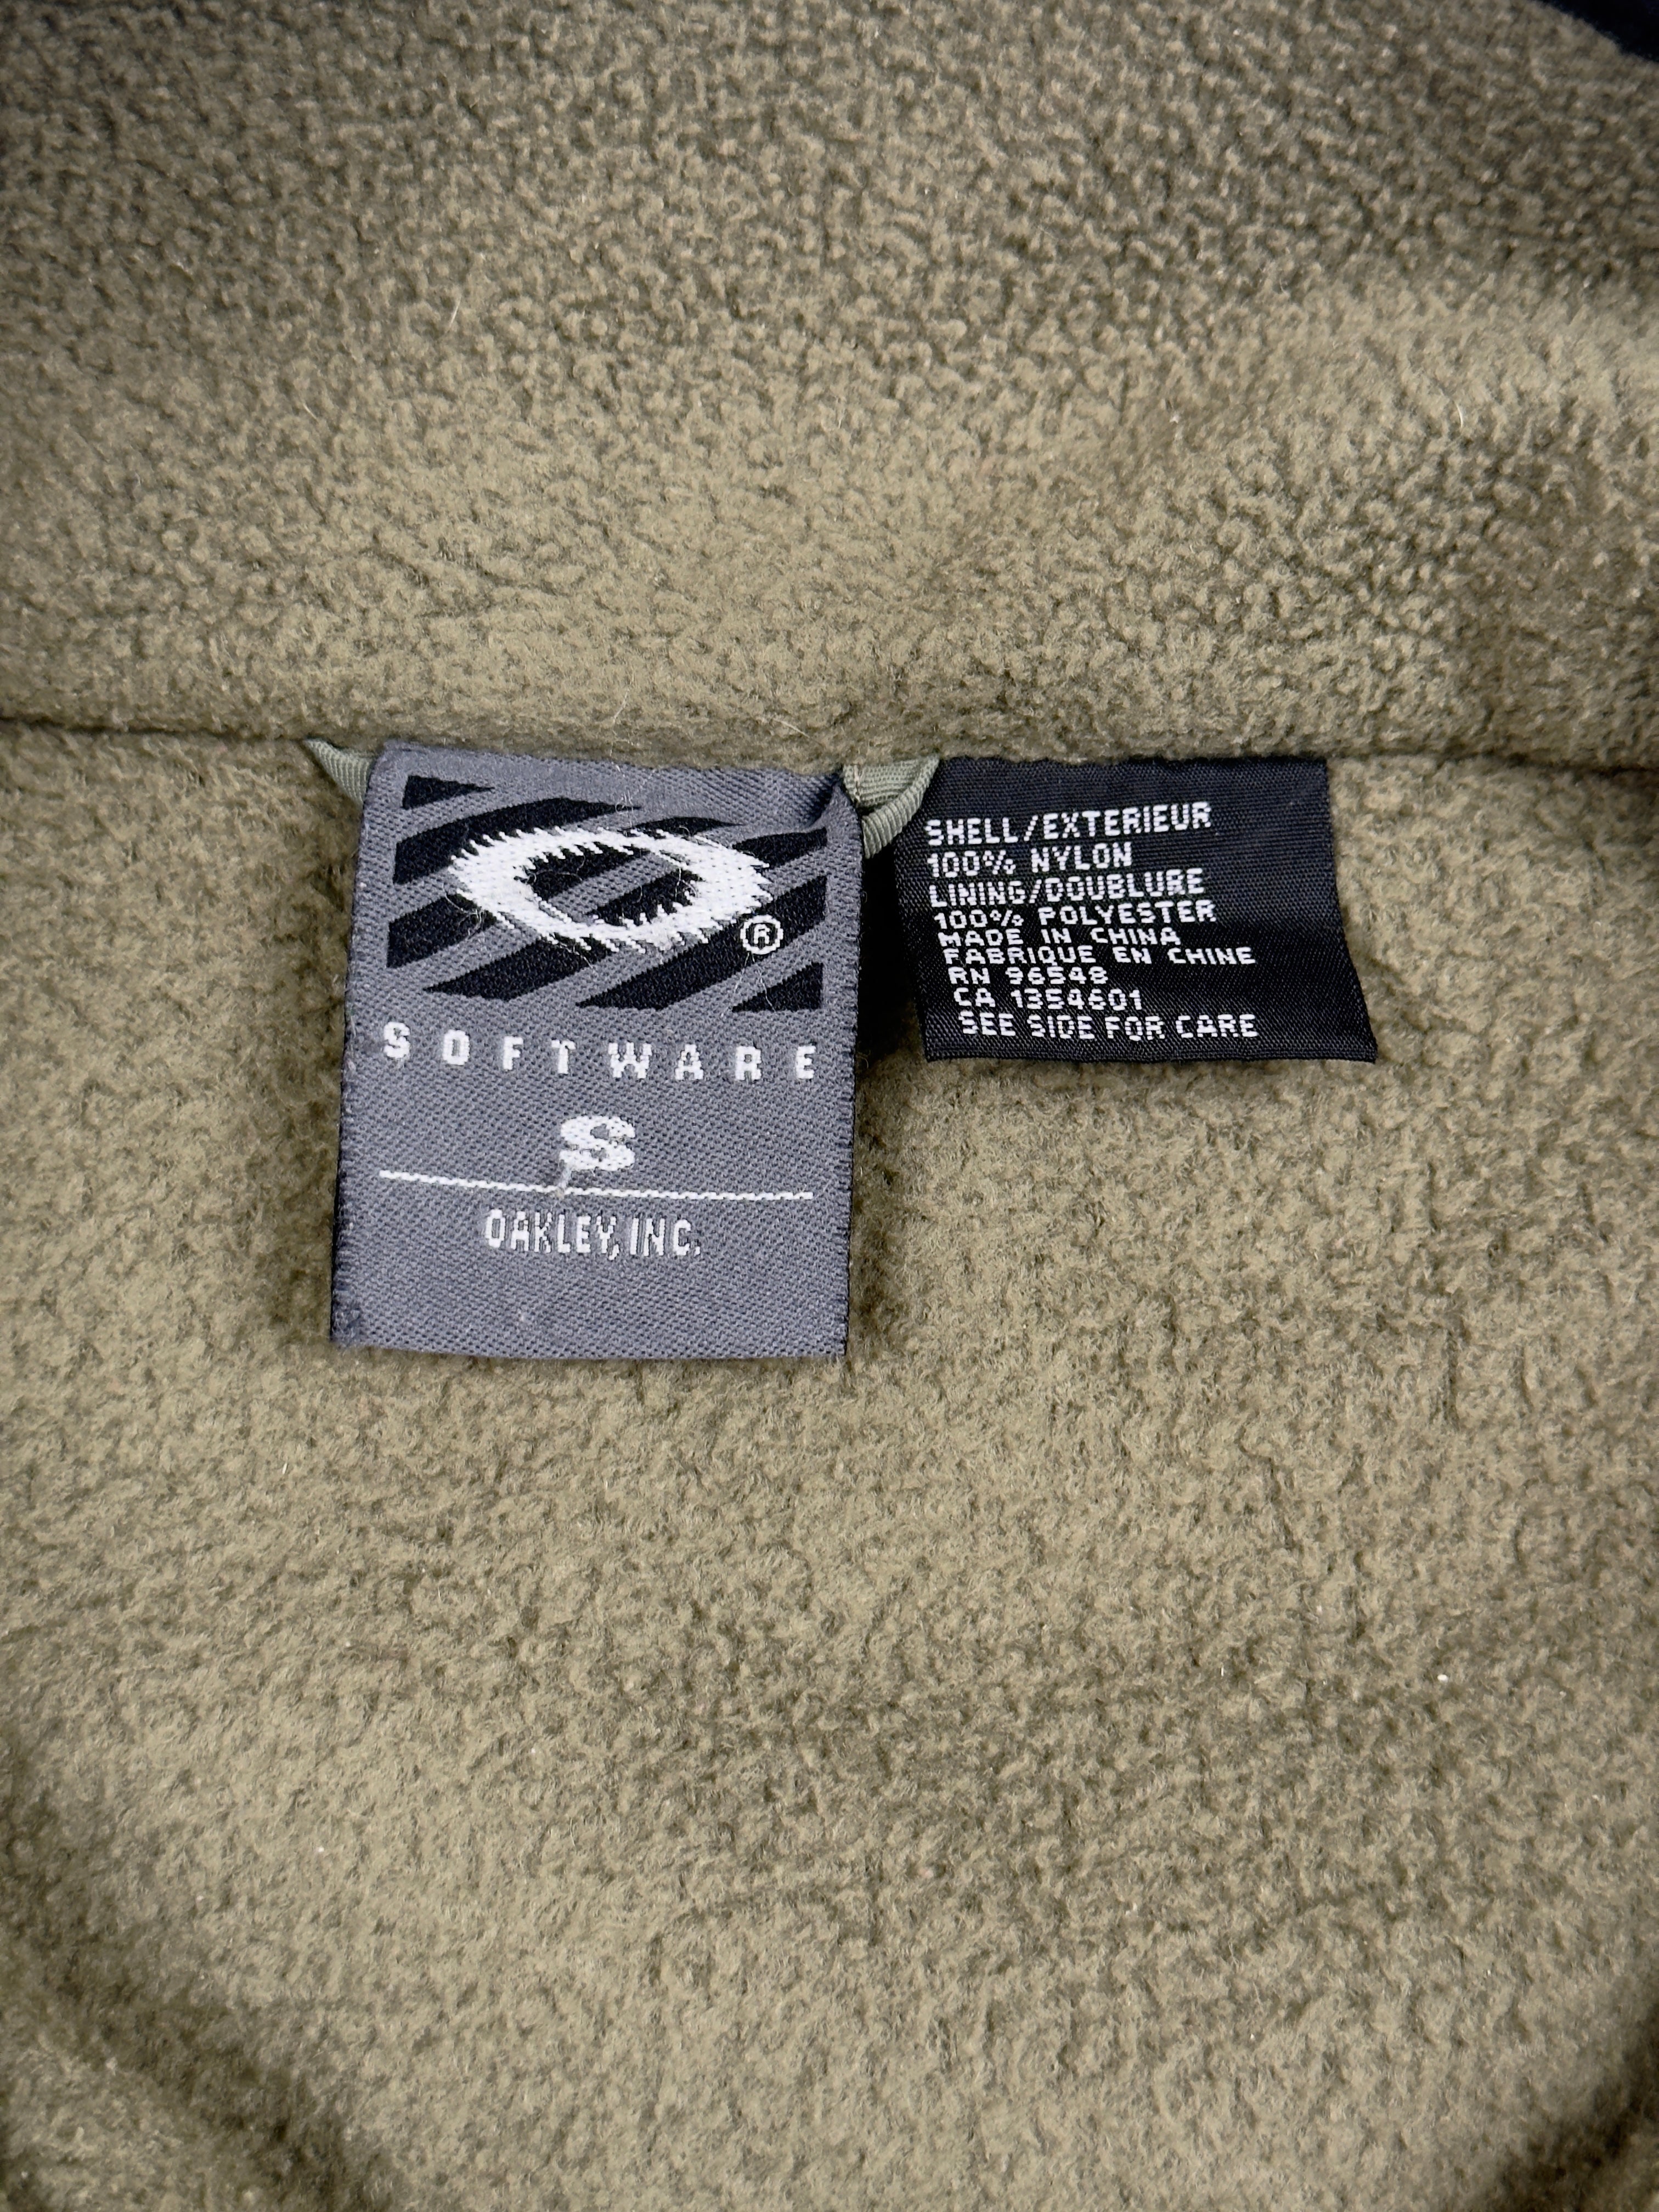 ®
SOFTWARE
S
OAKLEY, INC.
SHELL/EXTERIEUR
100% NYLON
LINING/DOUBLURE
100% POLYESTER
MADE IN CHINA
FABRIQUE EN CHINE
RN 96548
CA 1354601
SEE SIDE FOR CARE